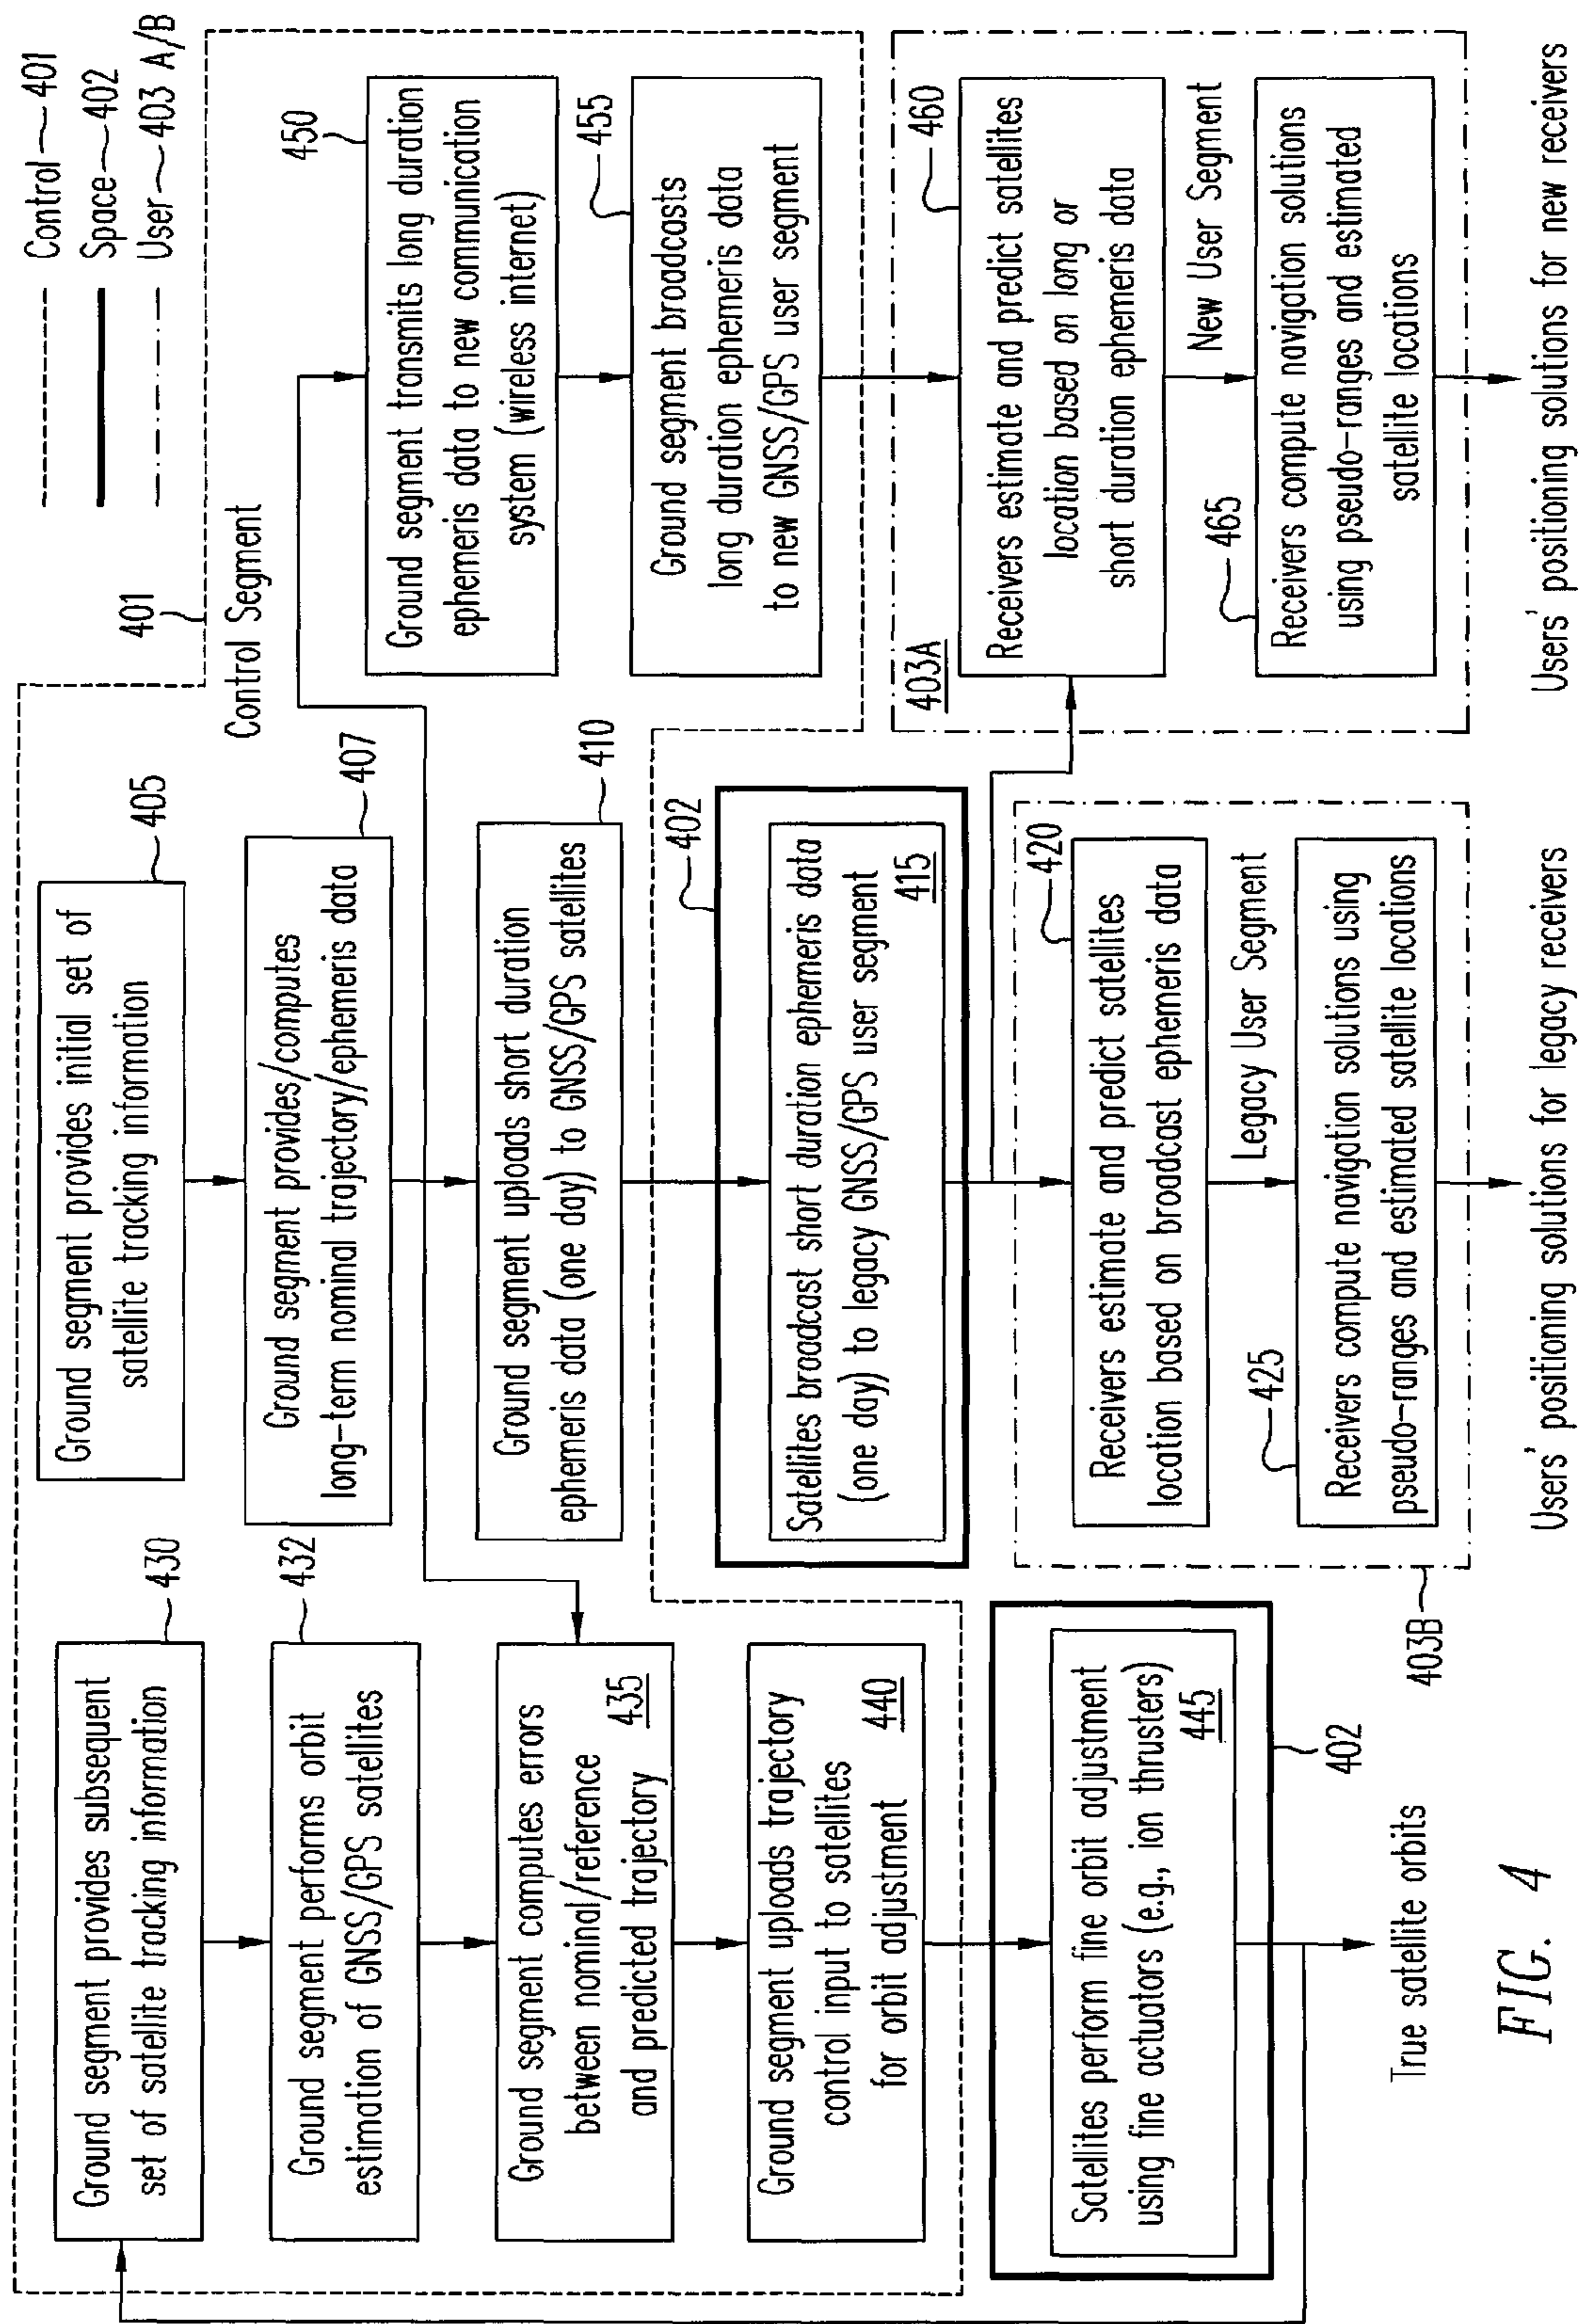 Control 401
Space 402
User 403 A/B
401
Control Segment
Ground segment provides subsequent
set of satellite tracking information
430
Ground segment performs orbit
estimation of GNSS/GPS satellites
432
Ground segment computes errors
between nominal/reference
and predicted trajectory
435
Ground segment uploads trajectory
control input to satellites
for orbit adjustment
440
Satellites perform fine orbit adjustment
using fine actuators (e.g., ion thrusters)
445
402
True satellite orbits
Ground segment provides initial set of
satellite tracking information
405
Ground segment provides/computes
long-term nominal trajectory/ephemeris data
407
Ground segment uploads short duration
ephemeris data (one day) to GNSS/GPS satellites
410
402
Satellites broadcast short duration ephemeris data
(one day) to legacy GNSS/GPS user segment
415
420
Receivers estimate and predict satellites
location based on broadcast ephemeris data
Legacy User Segment
425
Receivers compute navigation solutions using
pseudo-ranges and estimated satellite locations
403B
Users' positioning solutions for legacy receivers
450
Ground segment transmits long duration
ephemeris data to new communication
system (wireless internet)
455
Ground segment broadcasts
long duration ephemeris data
to new GNSS/GPS user segment
403A
460
Receivers estimate and predict satellites
location based on long or
short duration ephemeris data
New User Segment
465
Receivers compute navigation solutions
using pseudo-ranges and estimated
satellite locations
Users' positioning solutions for new receivers
FIG. 4